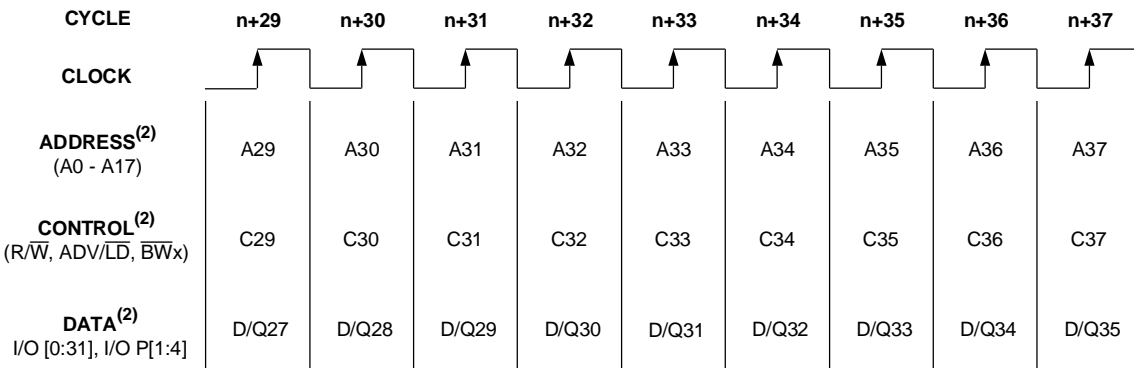 CYCLE n+29 n+30 n+31 n+32 n+33 n+34 n+35 n+36 n+37
CLOCK
ADDRESS(2)
(A0 - A17) A29 A30 A31 A32 A33 A34 A35 A36 A37
CONTROL(2)
(R/W̅, ADV/L̅D̅, B̅W̅x) C29 C30 C31 C32 C33 C34 C35 C36 C37
DATA(2)
I/O [0:31], I/O P[1:4] D/Q27 D/Q28 D/Q29 D/Q30 D/Q31 D/Q32 D/Q33 D/Q34 D/Q35